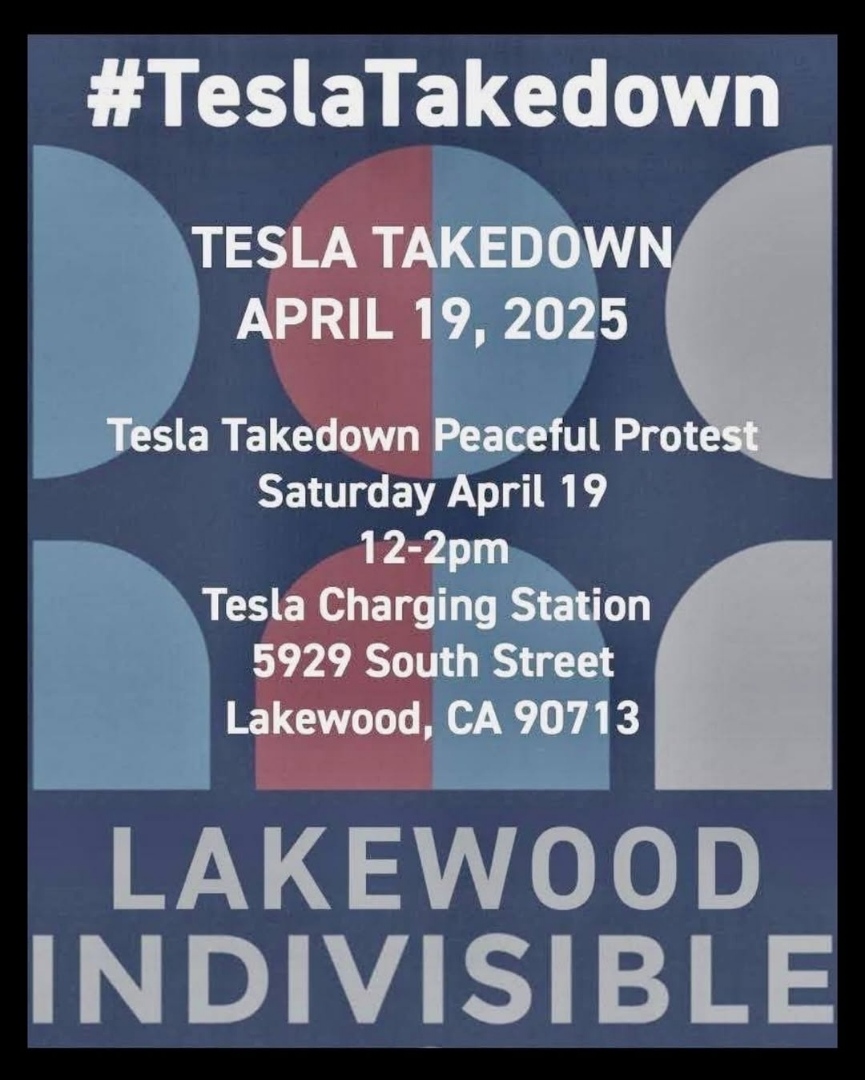 #TeslaTakedown
TESLA TAKEDOWN
APRIL 19, 2025
Tesla Takedown Peaceful Protest
Saturday April 19
12-2pm
Tesla Charging Station
5929 South Street
Lakewood, CA 90713
LAKEWOOD
INDIVISIBLE